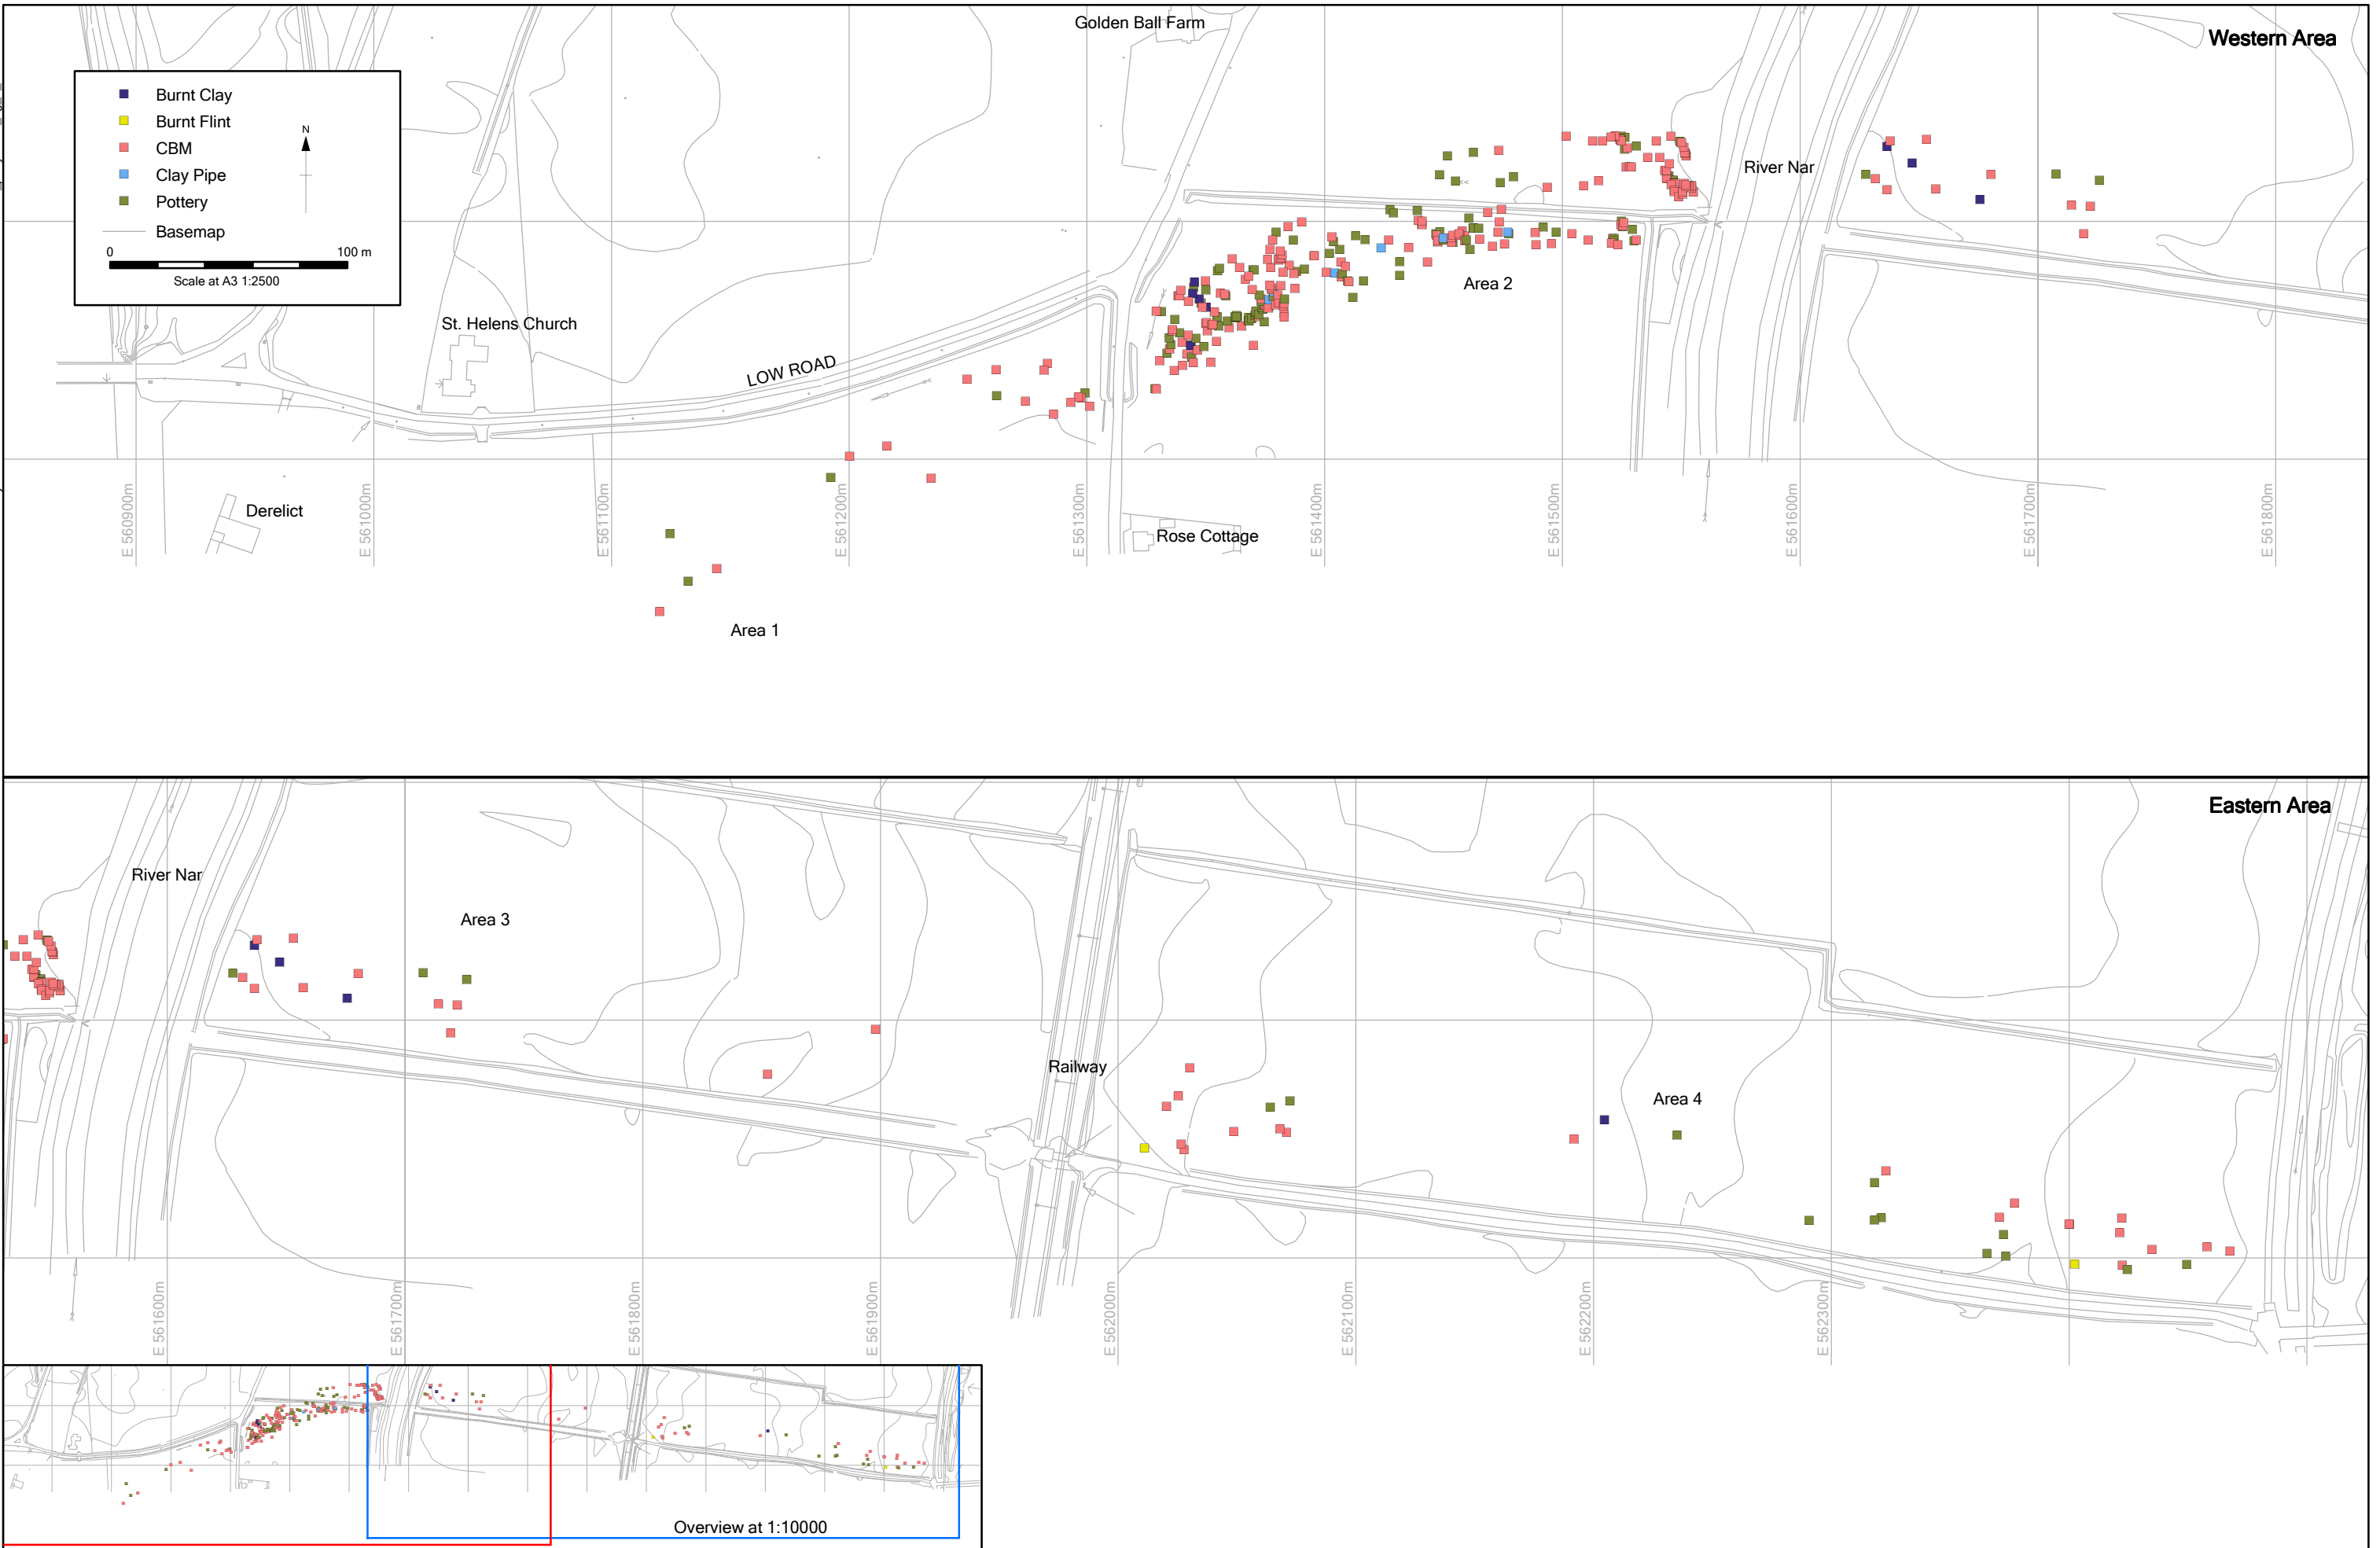 Golden Ball Farm
Western Area
Burnt Clay
Burnt Flint
CBM
Clay Pipe
Pottery
Basemap
N
0 100 m
Scale at A3 1:2500
River Nar
Area 2
St. Helens Church
LOW ROAD
Derelict
Rose Cottage
Area 1
E 560900m
E 561000m
E 561100m
E 561200m
E 561300m
E 561400m
E 561500m
E 561600m
E 561700m
E 561800m
Eastern Area
River Nar
Area 3
Railway
Area 4
E 561600m
E 561700m
E 561800m
E 561900m
E 562000m
E 562100m
E 562200m
E 562300m
Overview at 1:10000